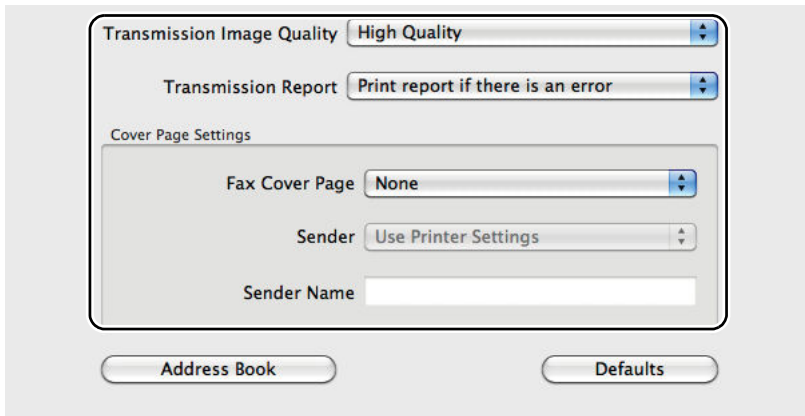 Transmission Image Quality High Quality
Transmission Report Print report if there is an error
Cover Page Settings
Fax Cover Page None
Sender Use Printer Settings
Sender Name
Address Book Defaults